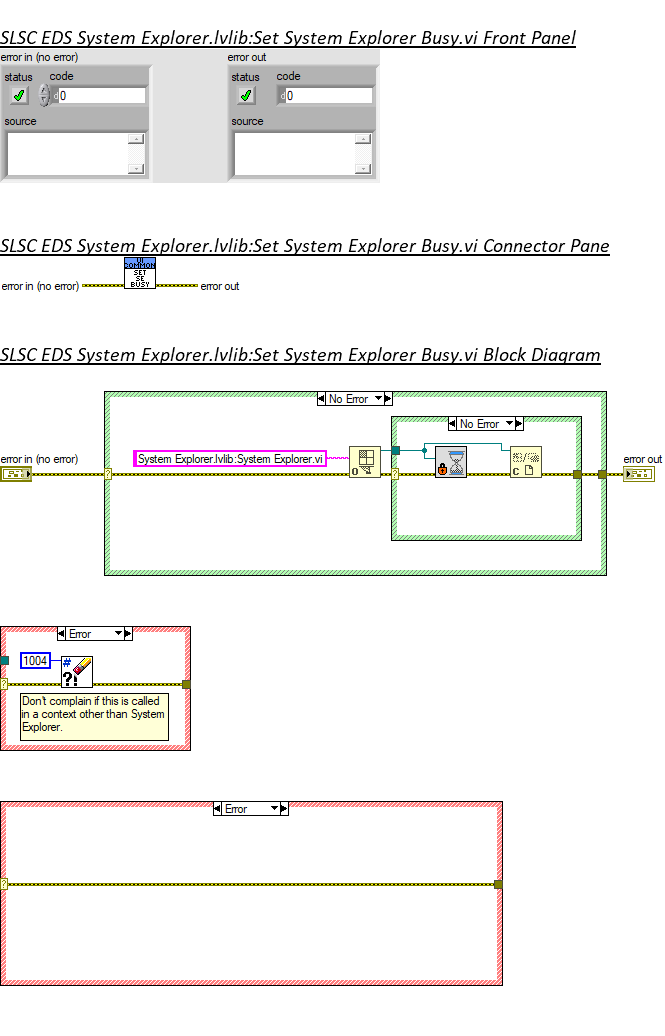 SLSC EDS System Explorer.lvlib:Set System Explorer Busy.vi Front Panel
error in (no error)
error out
status
code
status
code
d
0
d
0
source
source
SLSC EDS System Explorer.lvlib:Set System Explorer Busy.vi Connector Pane
UI
COMMON
SET
SE
BUSY
error in (no error)
error out
SLSC EDS System Explorer.lvlib:Set System Explorer Busy.vi Block Diagram
No Error
No Error
System Explorer.lvlib:System Explorer.vi
error in (no error)
error out
?
O
?
C
Error
1004
#
?!
?
Don't complain if this is called
in a context other than System
Explorer.
Error
?